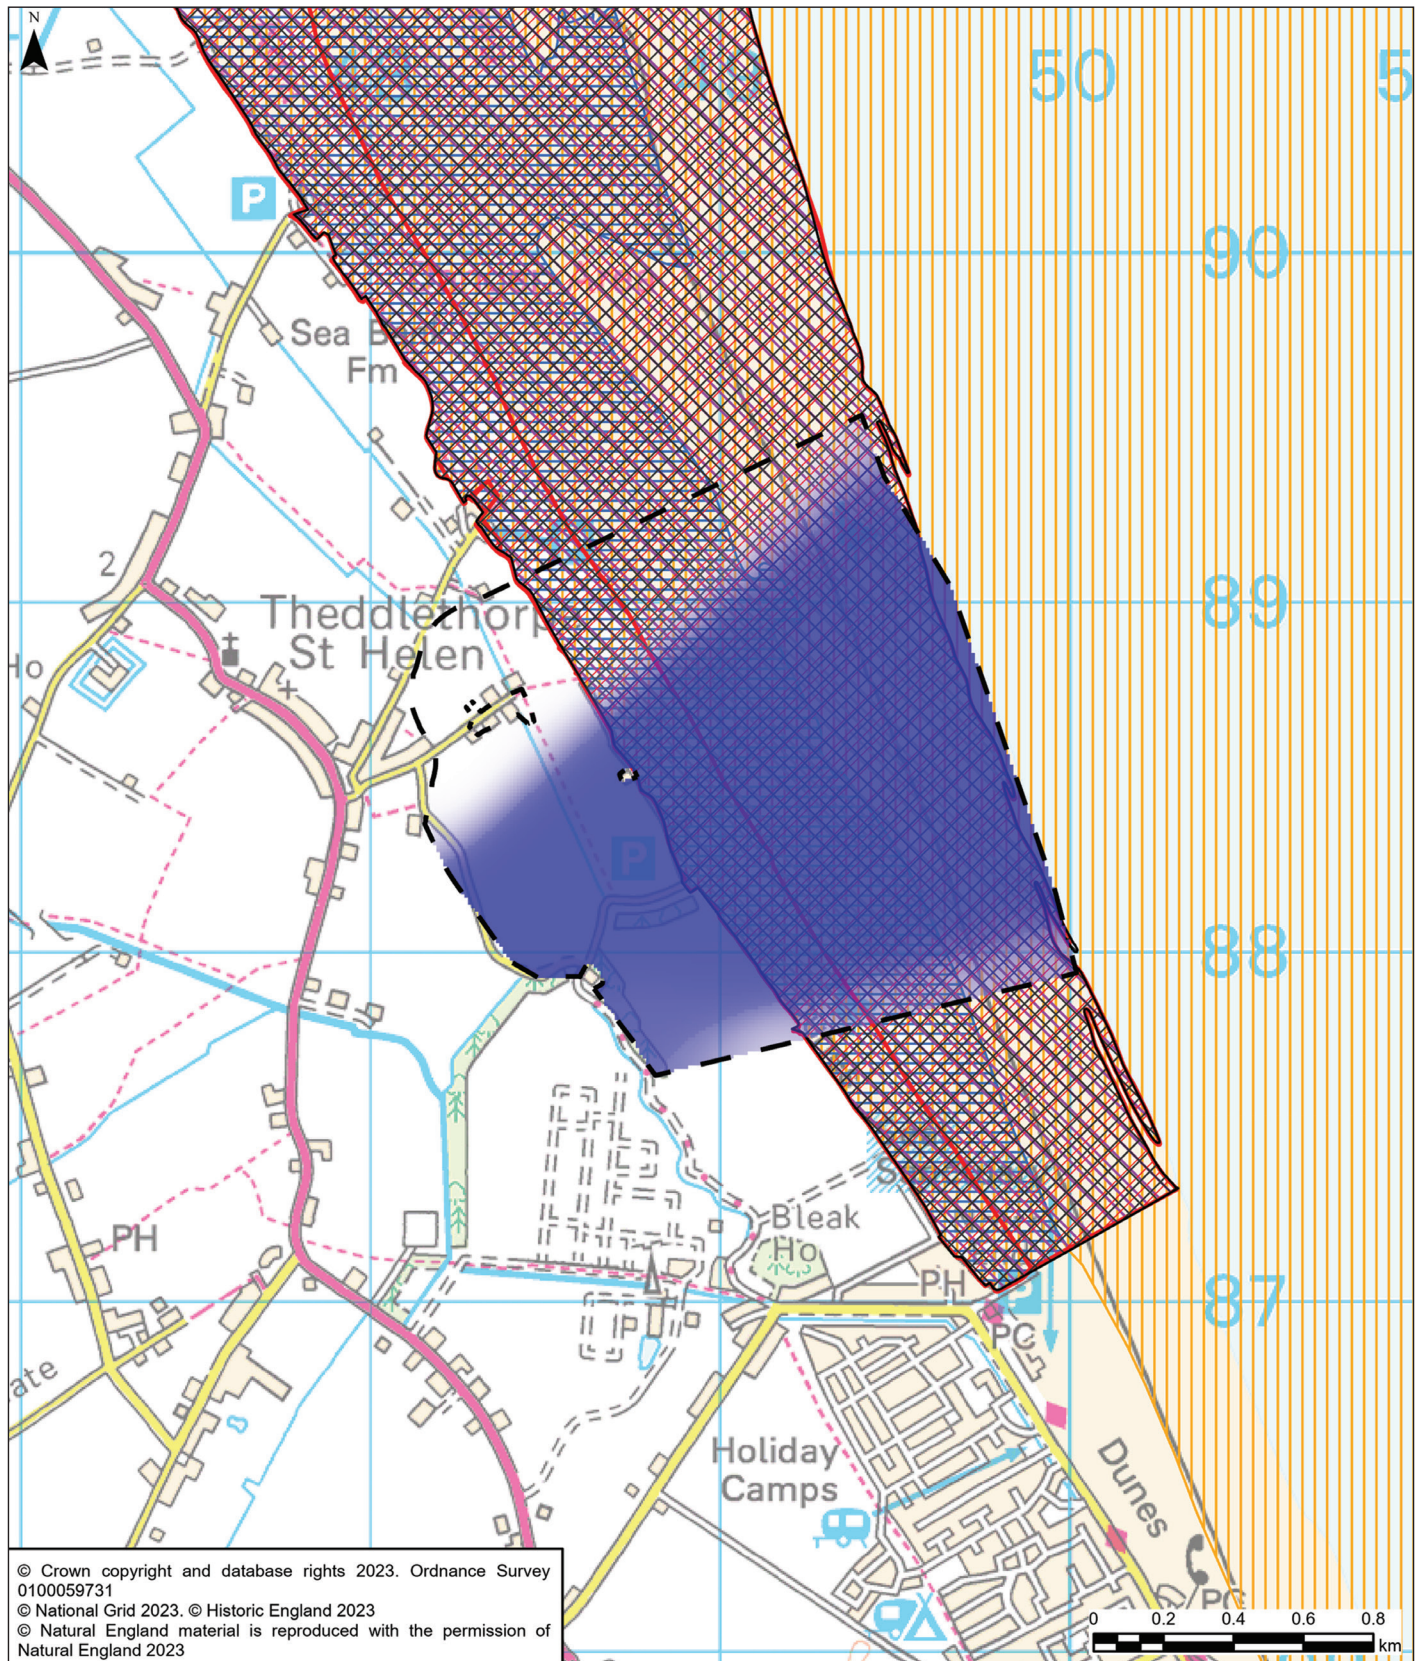 N
50
5
P
90
Sea B
Fm
2
89
Theddlethorp
St Helen
Ho
P
88
S
PH
Bleak
Ho
PH
P
87
PC
ate
Holiday
Camps
Dunes
PC
© Crown copyright and database rights 2023. Ordnance Survey
0100059731
© National Grid 2023. © Historic England 2023
© Natural England material is reproduced with the permission of
Natural England 2023
0 0.2 0.4 0.6 0.8
km